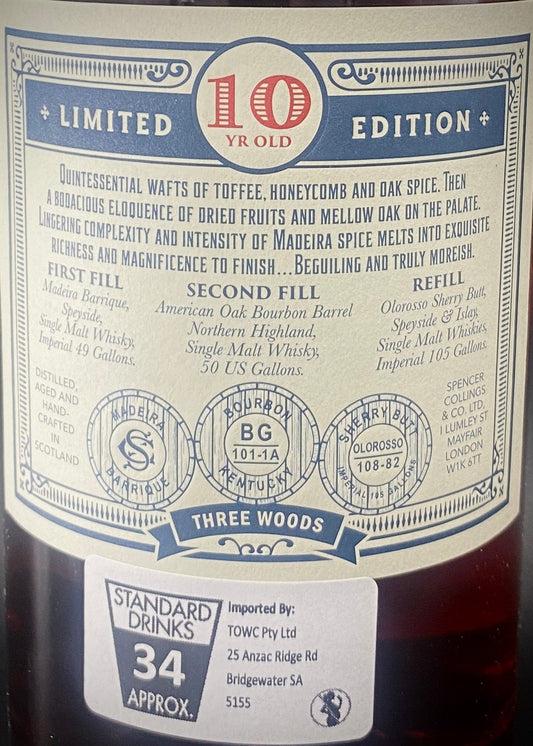 LIMITED
10
YR OLD
EDITION
QUINTESSENTIAL WAFTS OF TOFFEE, HONEYCOMB AND OAK SPICE. THEN
A BODACIOUS ELOQUENCE OF DRIED FRUITS AND MELLOW OAK ON THE PALATE.
LINGERING COMPLEXITY AND INTENSITY OF MADEIRA SPICE MELTS INTO EXQUISITE
RICHNESS AND MAGNIFICENCE TO FINISH...BEGUILING AND TRULY MOREISH.
FIRST FILL
Madeira Barrique,
Speyside,
Single Malt Whisky,
Imperial 49 Gallons.
SECOND FILL
American Oak Bourbon Barrel
Northern Highland,
Single Malt Whisky,
50 US Gallons.
REFILL
Olorosso Sherry Butt,
Speyside & Islay,
Single Malt Whiskies,
Imperial 105 Gallons.
DISTILLED,
AGED AND
HAND-
CRAFTED
IN
SCOTLAND
MADEIRA
BARRIQUE
BOURBON
BG
101-1A
KENTUCKY
SHERRY BUTT
OLOROSSO
108-82
IMPERIAL 105 GALLONS
SPENCER
COLLINGS
& CO. LTD,
1 LUMLEY ST
MAYFAIR
LONDON
W1K 6TT
THREE WOODS
STANDARD
DRINKS
34
APPROX.
Imported By:
TOWC Pty Ltd
25 Anzac Ridge Rd
Bridgewater SA
5155